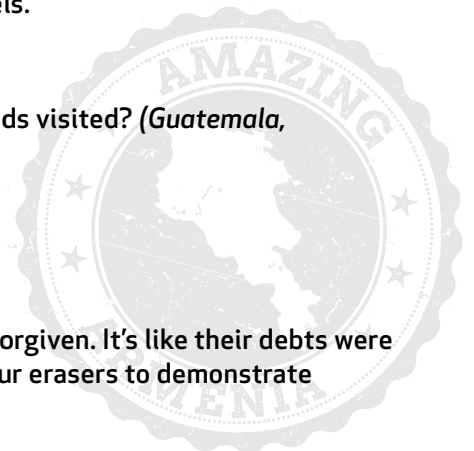 els.
AMAZING
ds visited? (Guatemala,
orgiven. It's like their debts were
ur erasers to demonstrate
ARMENIA